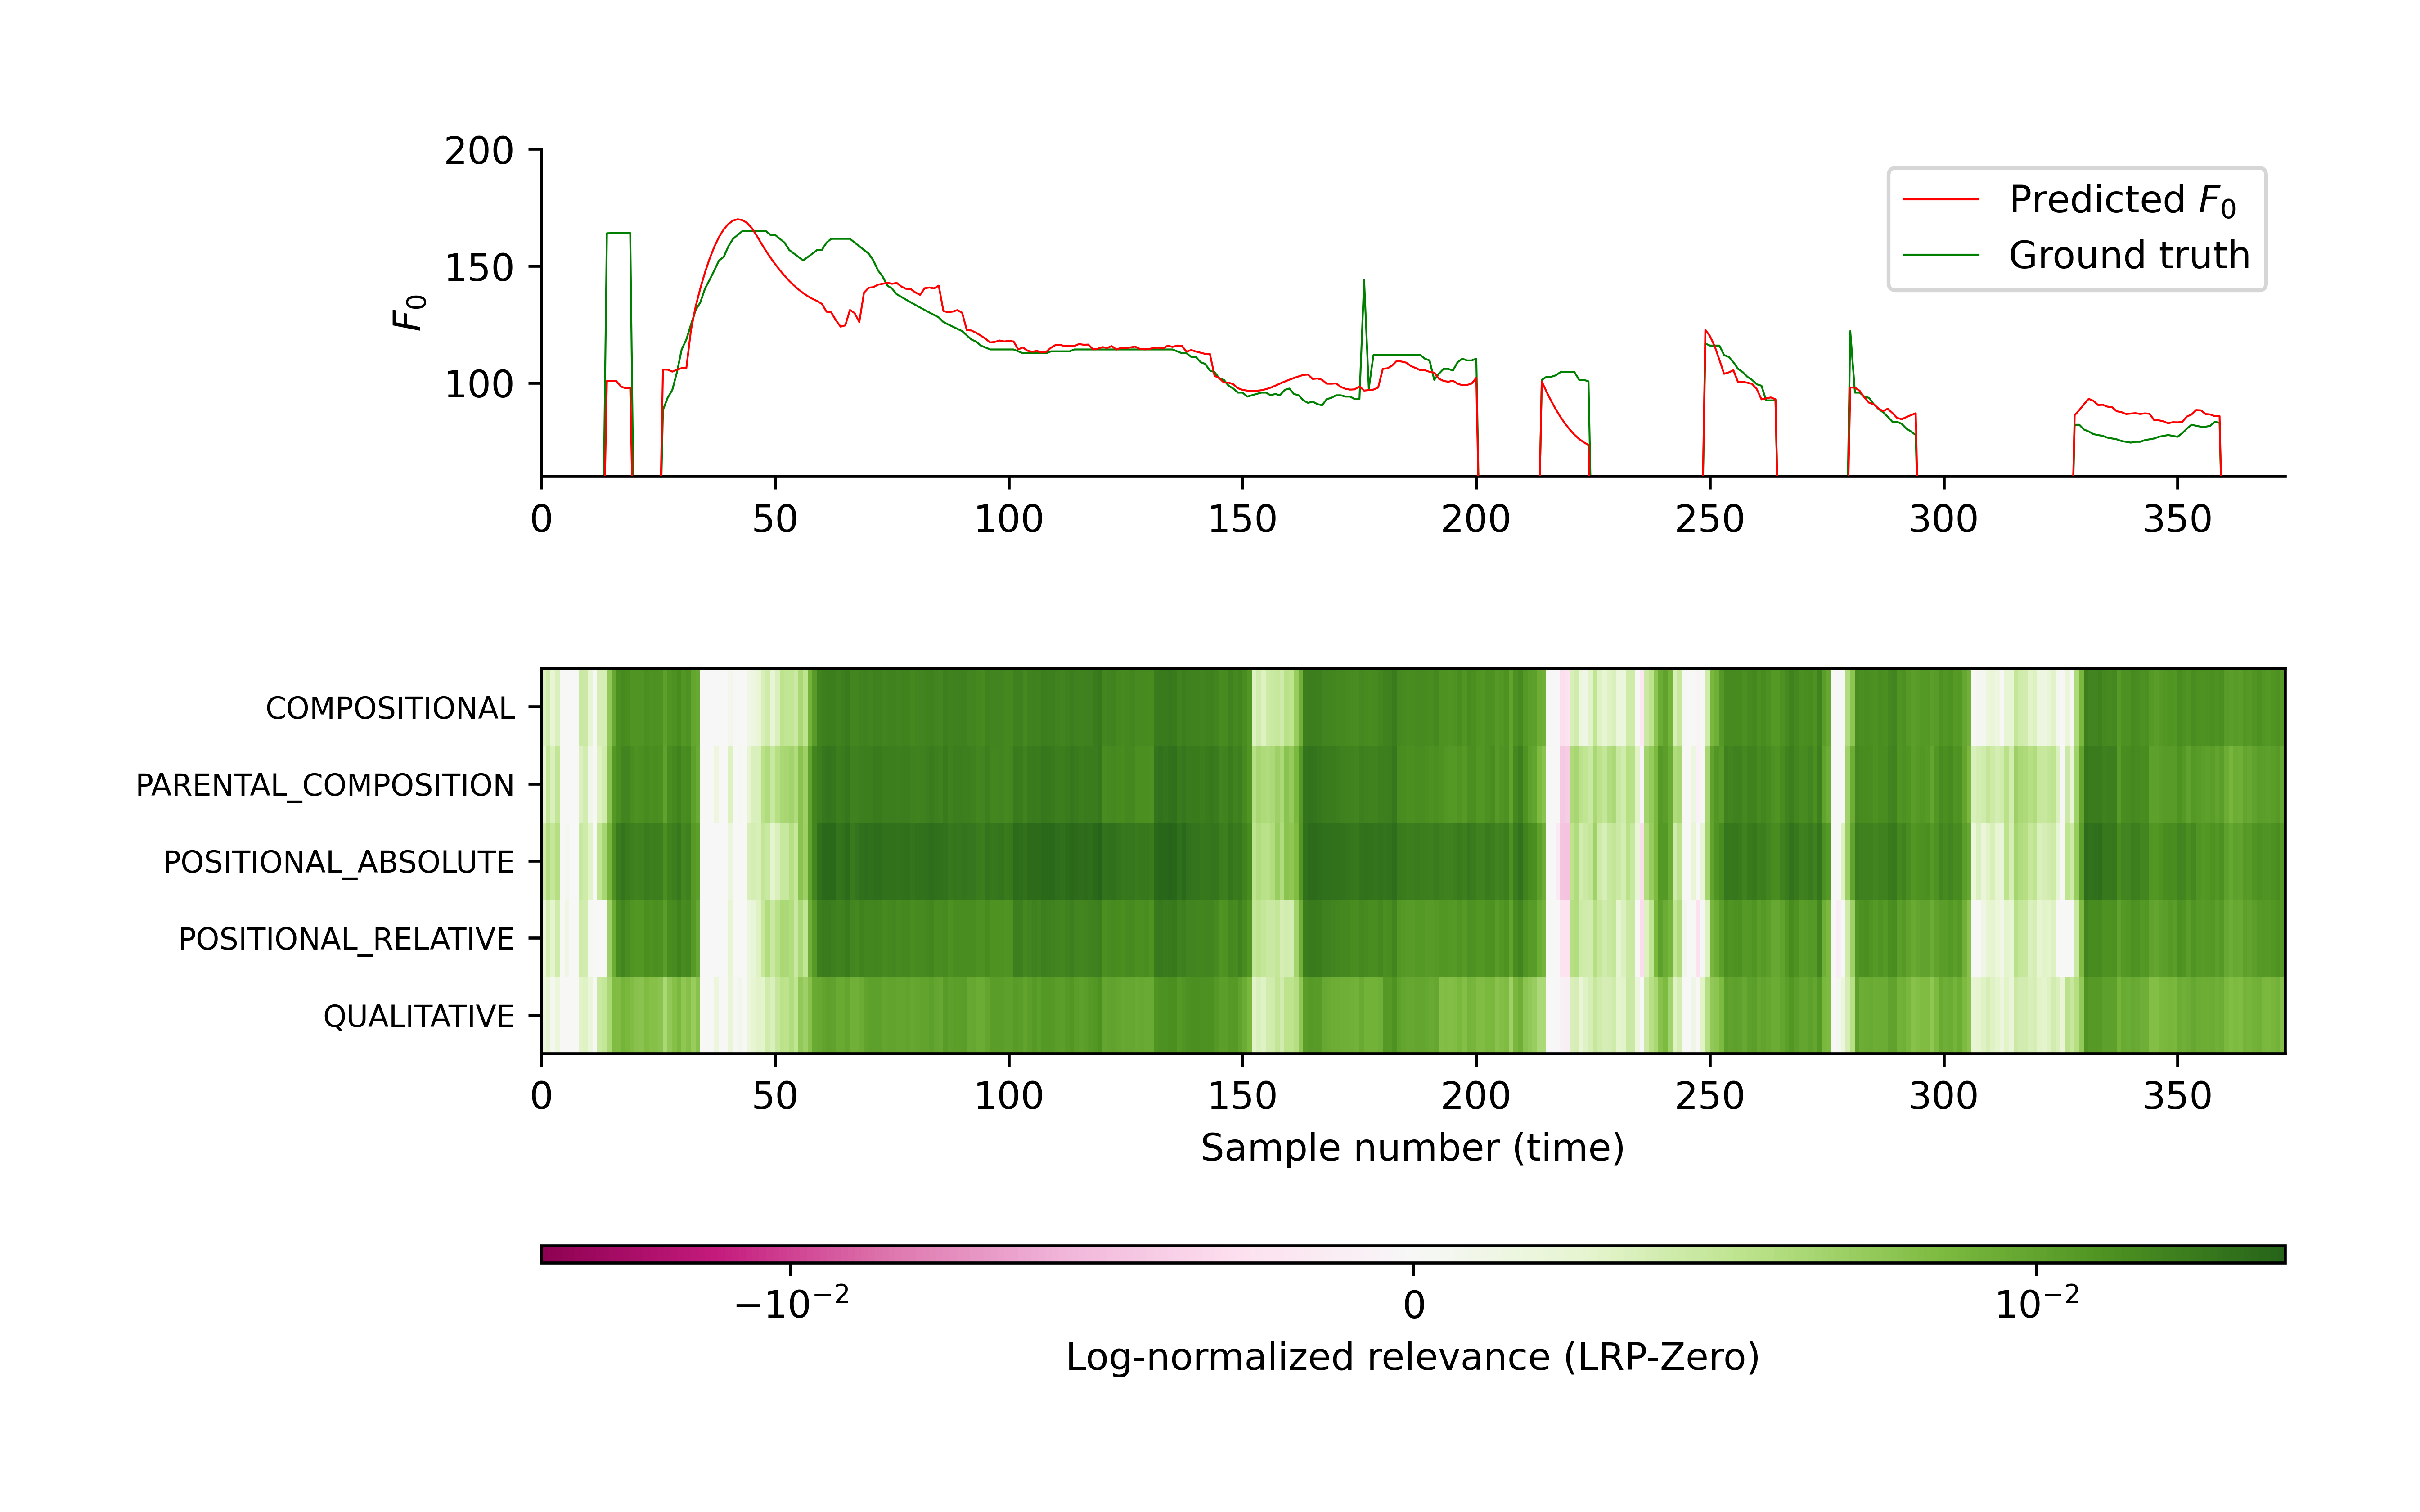 200
150
100
F0
Predicted F0
Ground truth
0 50 100 150 200 250 300 350
COMPOSITIONAL
PARENTAL_COMPOSITION
POSITIONAL_ABSOLUTE
POSITIONAL_RELATIVE
QUALITATIVE
0 50 100 150 200 250 300 350
Sample number (time)
−10⁻² 0 10⁻²
Log-normalized relevance (LRP-Zero)